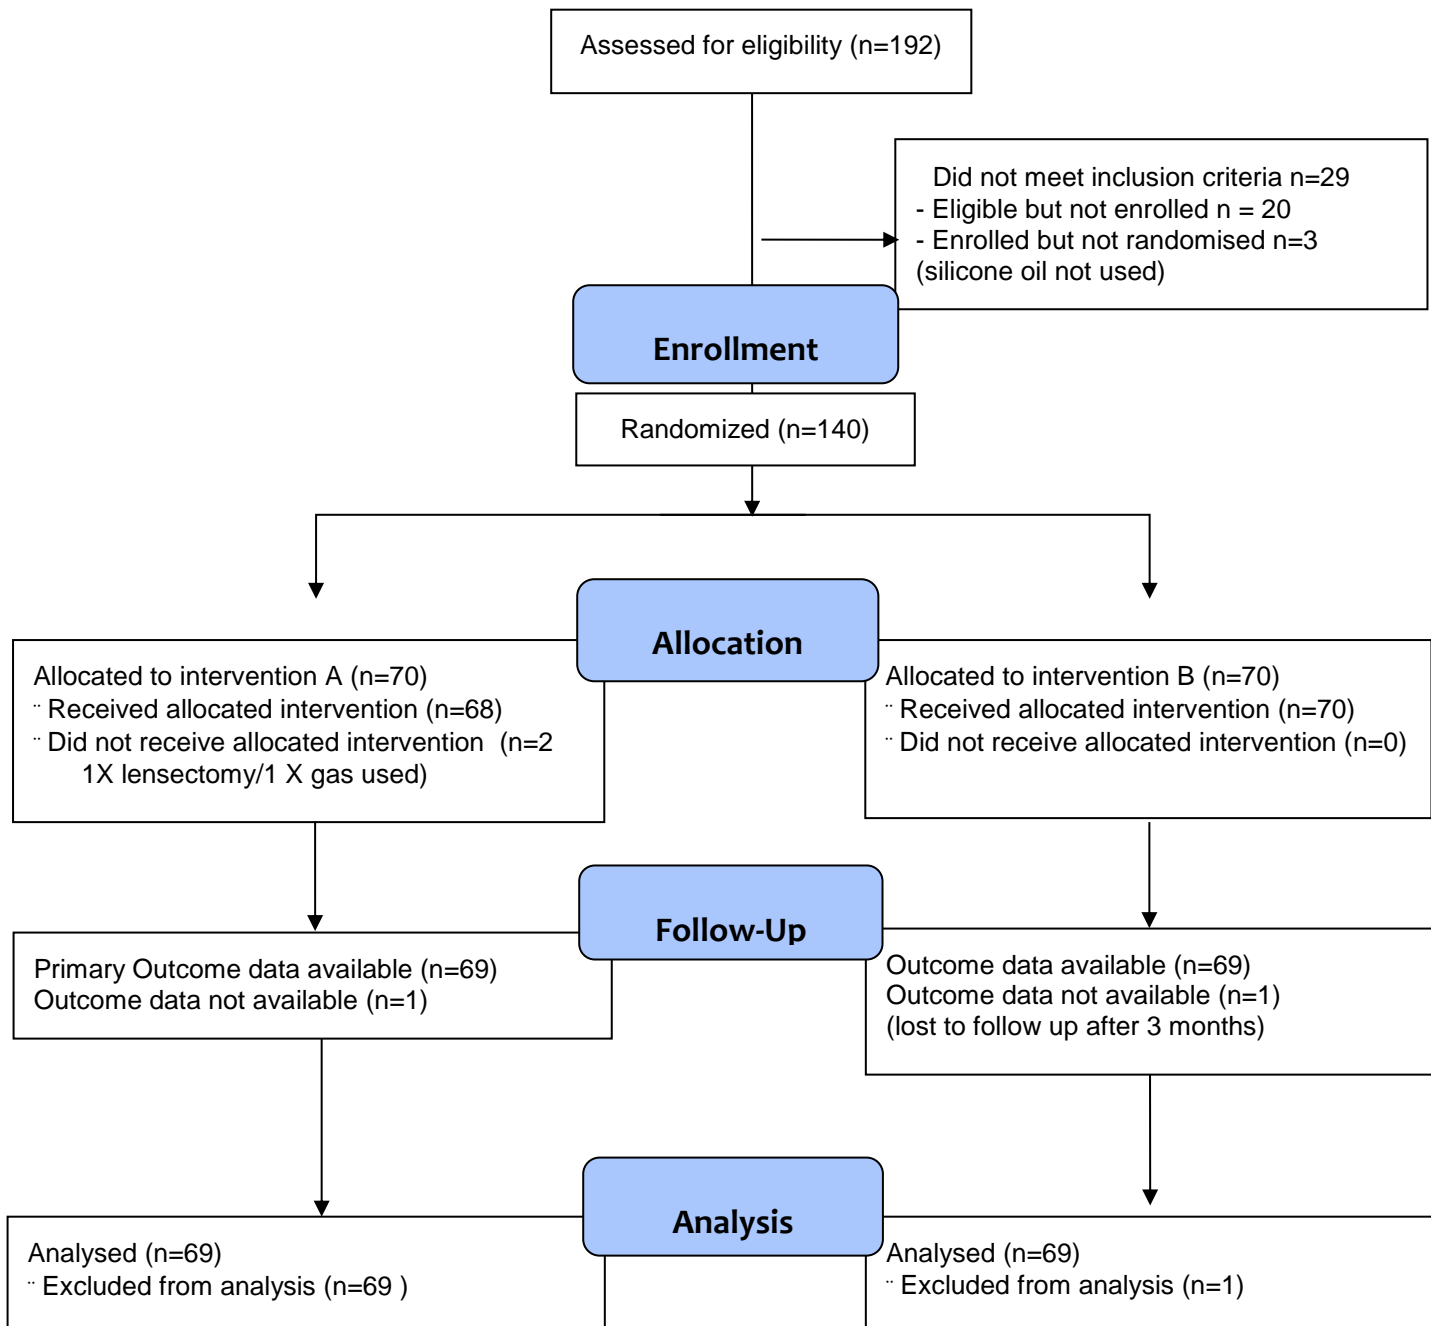 Assessed for eligibility (n=192)
Did not meet inclusion criteria n=29
- Eligible but not enrolled n = 20
- Enrolled but not randomised n=3
(silicone oil not used)
Enrollment
Randomized (n=140)
Allocation
Allocated to intervention A (n=70)
¨ Received allocated intervention (n=68)
¨ Did not receive allocated intervention (n=2
1X lensectomy/1 X gas used)
Allocated to intervention B (n=70)
¨ Received allocated intervention (n=70)
¨ Did not receive allocated intervention (n=0)
Follow-Up
Primary Outcome data available (n=69)
Outcome data not available (n=1)
Outcome data available (n=69)
Outcome data not available (n=1)
(lost to follow up after 3 months)
Analysis
Analysed (n=69)
¨ Excluded from analysis (n=69 )
Analysed (n=69)
¨ Excluded from analysis (n=1)